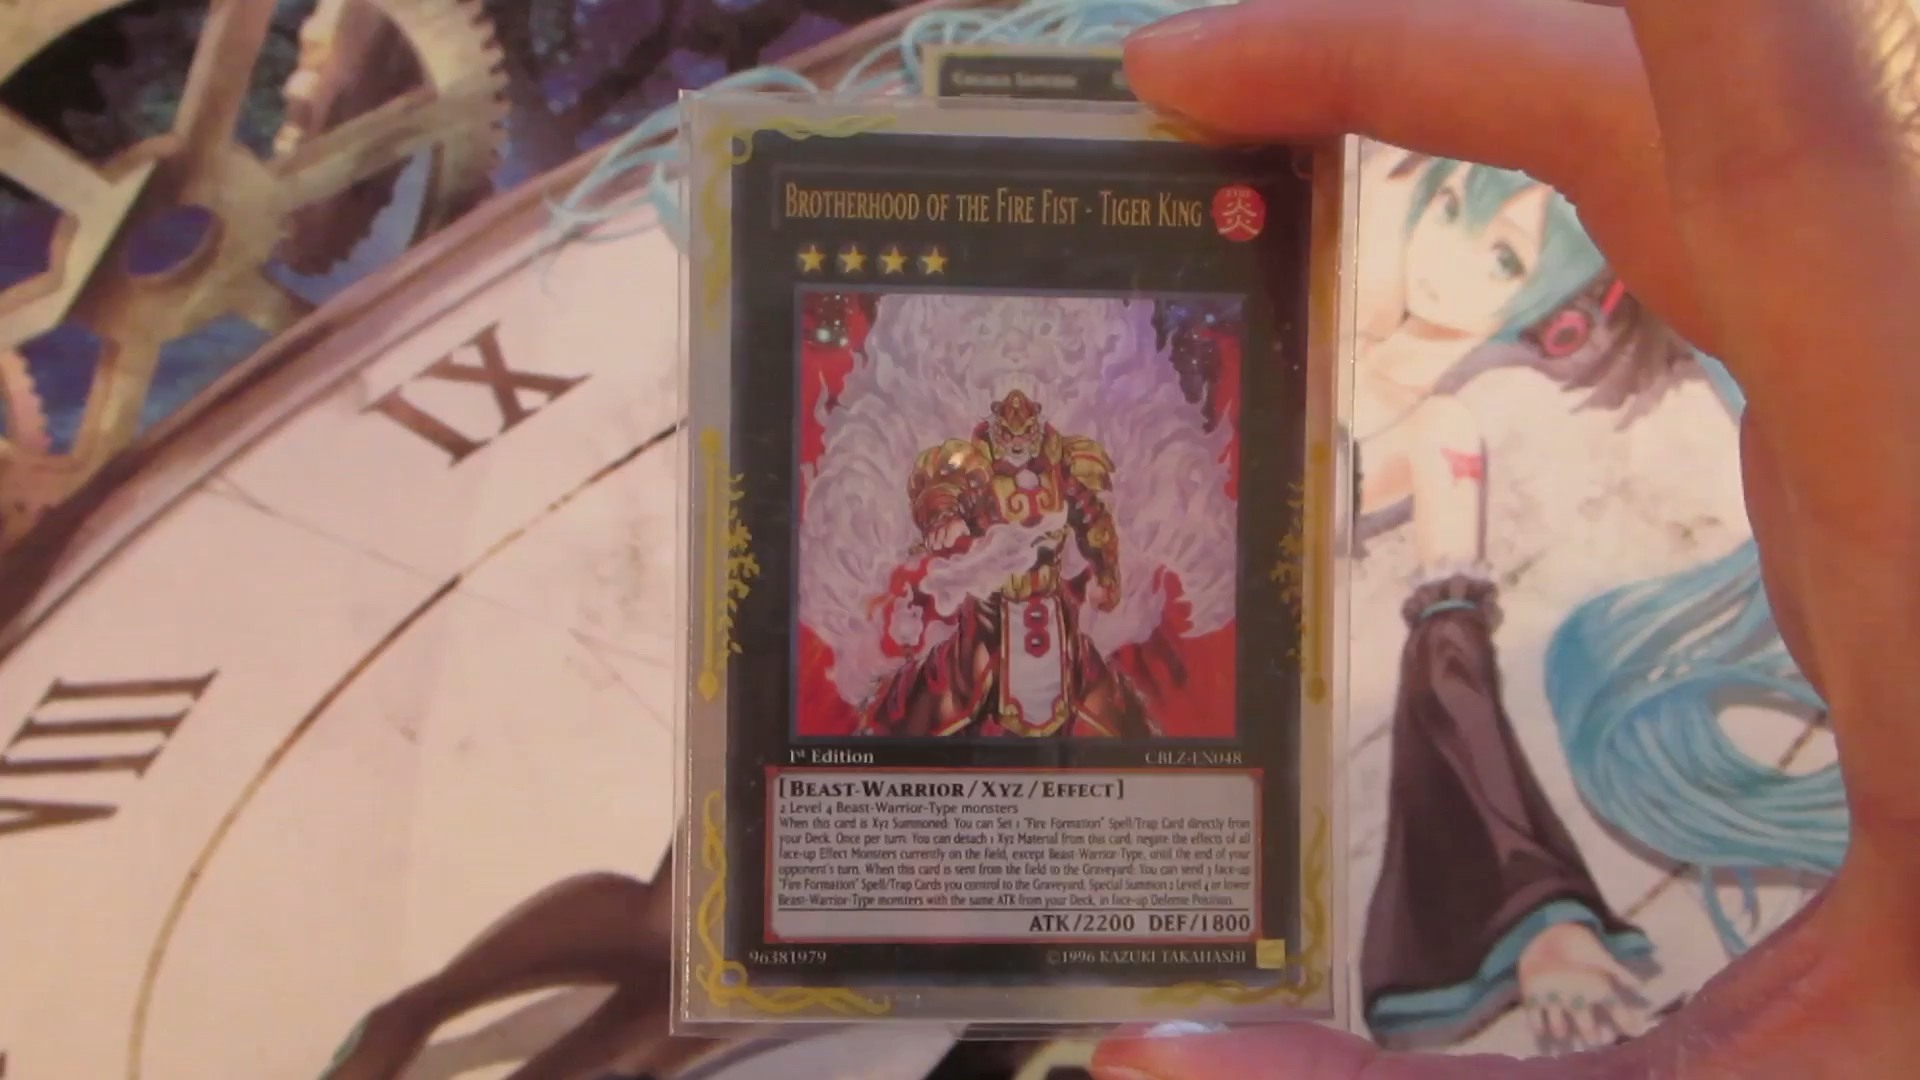 BROTHERHOOD OF THE FIRE FIST - TIGER KING
FIRE 炎
IX
VIII
1st Edition
CBLZ-EN048
[BEAST-WARRIOR/XYZ/EFFECT]
2 Level 4 Beast-Warrior-Type monsters
When this card is Xyz Summoned: You can Set 1 "Fire Formation" Spell/Trap Card directly from
your Deck. Once per turn: You can detach 1 Xyz Material from this card; negate the effects of all
face-up Effect Monsters currently on the field, except Beast-Warrior-Type, until the end of your
opponent's turn. When this card is sent from the field to the Graveyard: You can send 3 face-up
"Fire Formation" Spell/Trap Cards you control to the Graveyard; Special Summon 2 Level 4 or lower
Beast-Warrior-Type monsters with the same ATK from your Deck, in face-up Defense Position.
ATK/2200 DEF/1800
96381979
©1996 KAZUKI TAKAHASHI